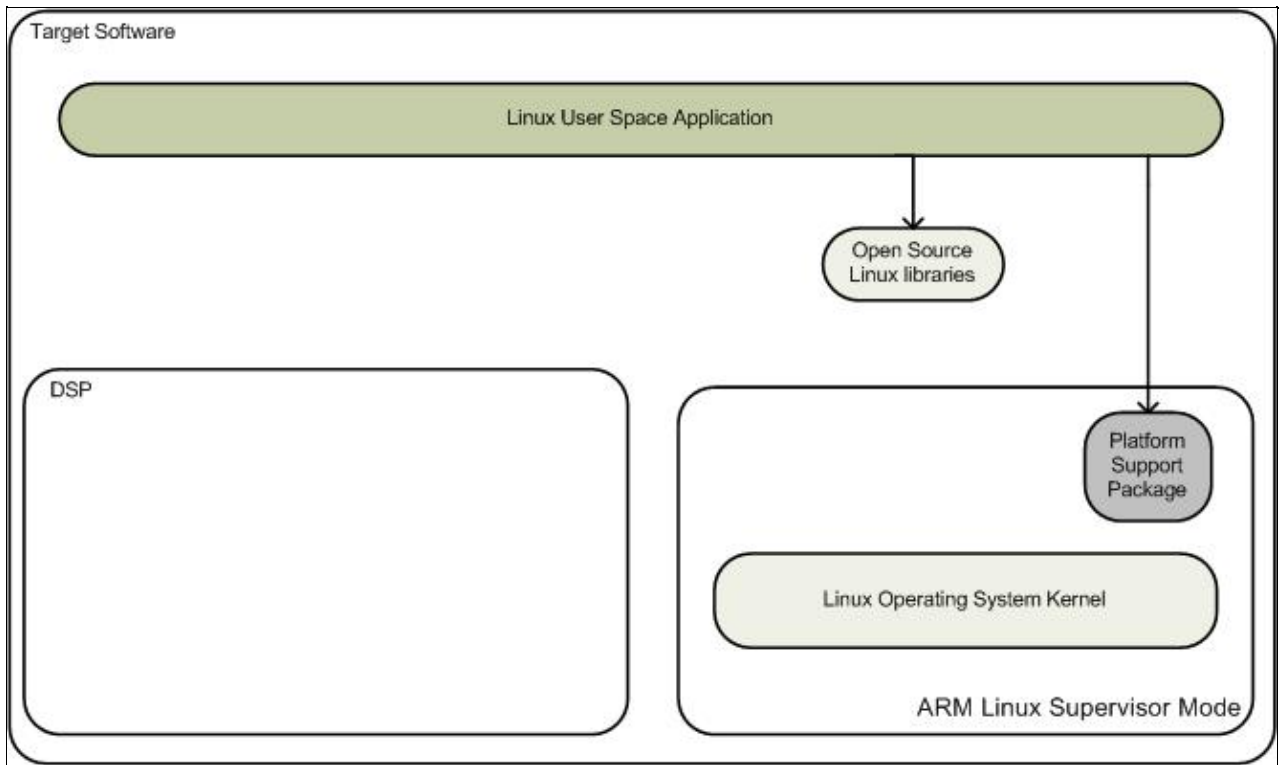 Target Software
Linux User Space Application
Open Source
Linux libraries
DSP
Platform
Support
Package
Linux Operating System Kernel
ARM Linux Supervisor Mode